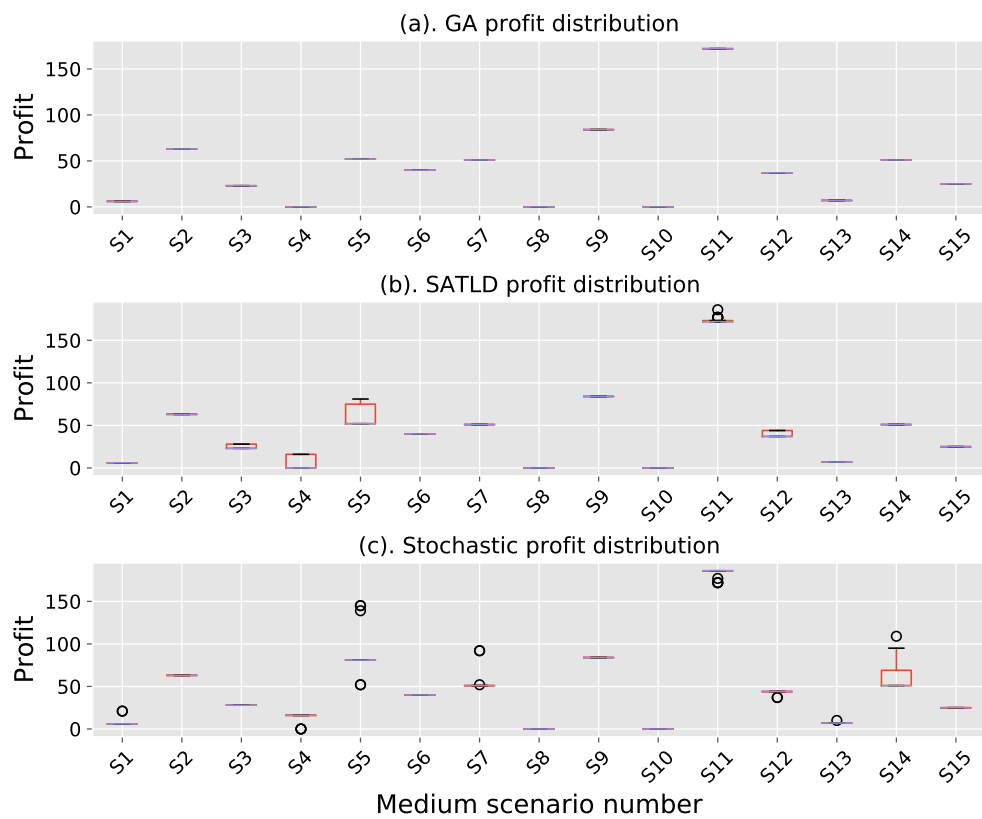 (a). GA profit distribution
Profit
150
100
50
0
S1 S2 S3 S4 S5 S6 S7 S8 S9 S10 S11 S12 S13 S14 S15
(b). SATLD profit distribution
Profit
150
100
50
0
S1 S2 S3 S4 S5 S6 S7 S8 S9 S10 S11 S12 S13 S14 S15
(c). Stochastic profit distribution
Profit
150
100
50
0
S1 S2 S3 S4 S5 S6 S7 S8 S9 S10 S11 S12 S13 S14 S15
Medium scenario number